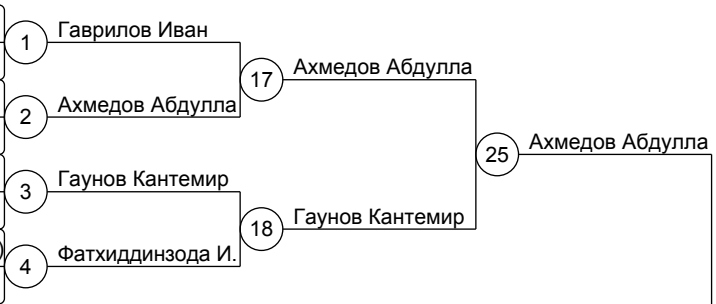 1 Гаврилов Иван
17 Ахмедов Абдулла
2 Ахмедов Абдулла
25 Ахмедов Абдулла
3 Гаунов Кантемир
18 Гаунов Кантемир
4 Фатхиддинзода И.